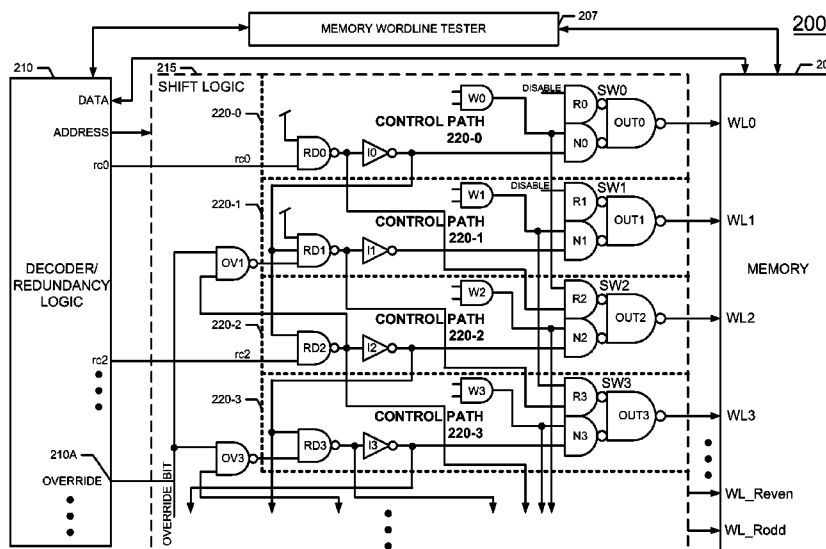 MEMORY WORDLINE TESTER
207
200
210
215
20
DATA
SHIFT LOGIC
ADDRESS
220-0
W0
DISABLE
R0
SW0
CONTROL PATH
220-0
N0
OUT0
WL0
rc0
rc0
RD0
I0
220-1
W1
DISABLE
R1
SW1
CONTROL PATH
220-1
N1
OUT1
WL1
RD1
I1
OV1
DECODER/
REDUNDANCY
LOGIC
MEMORY
W2
R2
SW2
CONTROL PATH
220-2
N2
OUT2
WL2
220-2
rc2
rc2
RD2
I2
220-3
W3
R3
SW3
CONTROL PATH
220-3
N3
OUT3
WL3
RD3
I3
OV3
210A
OVERRIDE
OVERRIDE BIT
WL_Reven
WL_Rodd